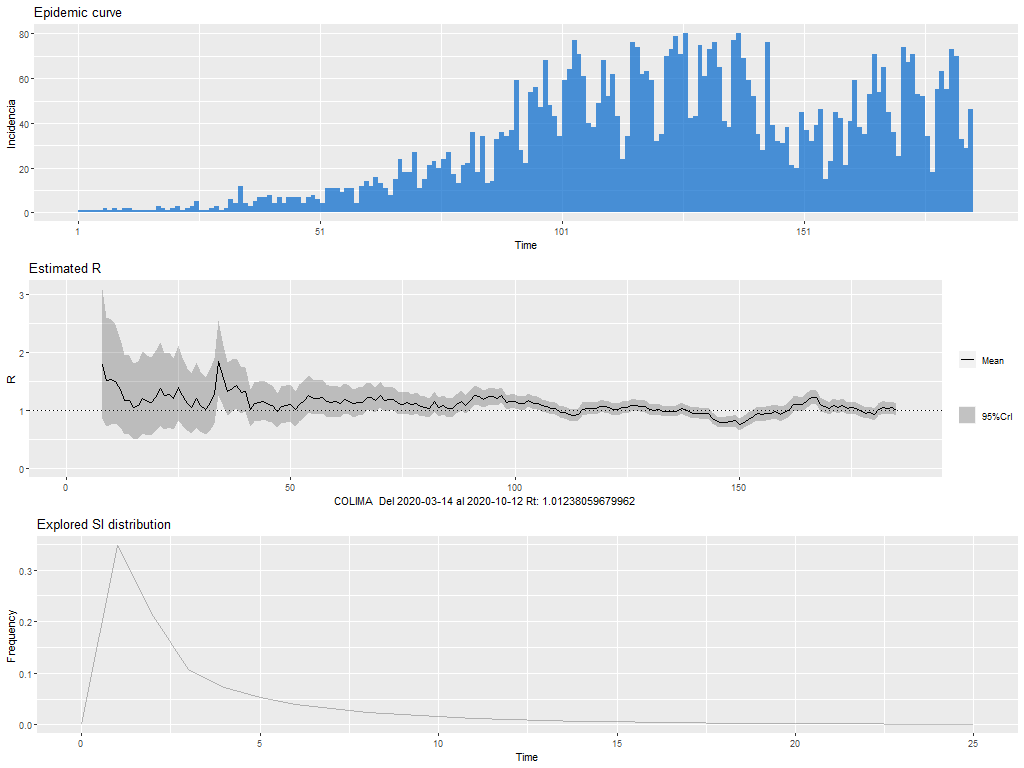 Epidemic curve
80
60
40
20
0
Incidencia
1 51 101 151
Time
Estimated R
3
2
1
0
R
Mean
95%CrI
0 50 100 150
COLIMA Del 2020-03-14 al 2020-10-12 Rt: 1.01238059679962
Explored SI distribution
0.3
0.2
0.1
0.0
Frequency
0 5 10 15 20 25
Time